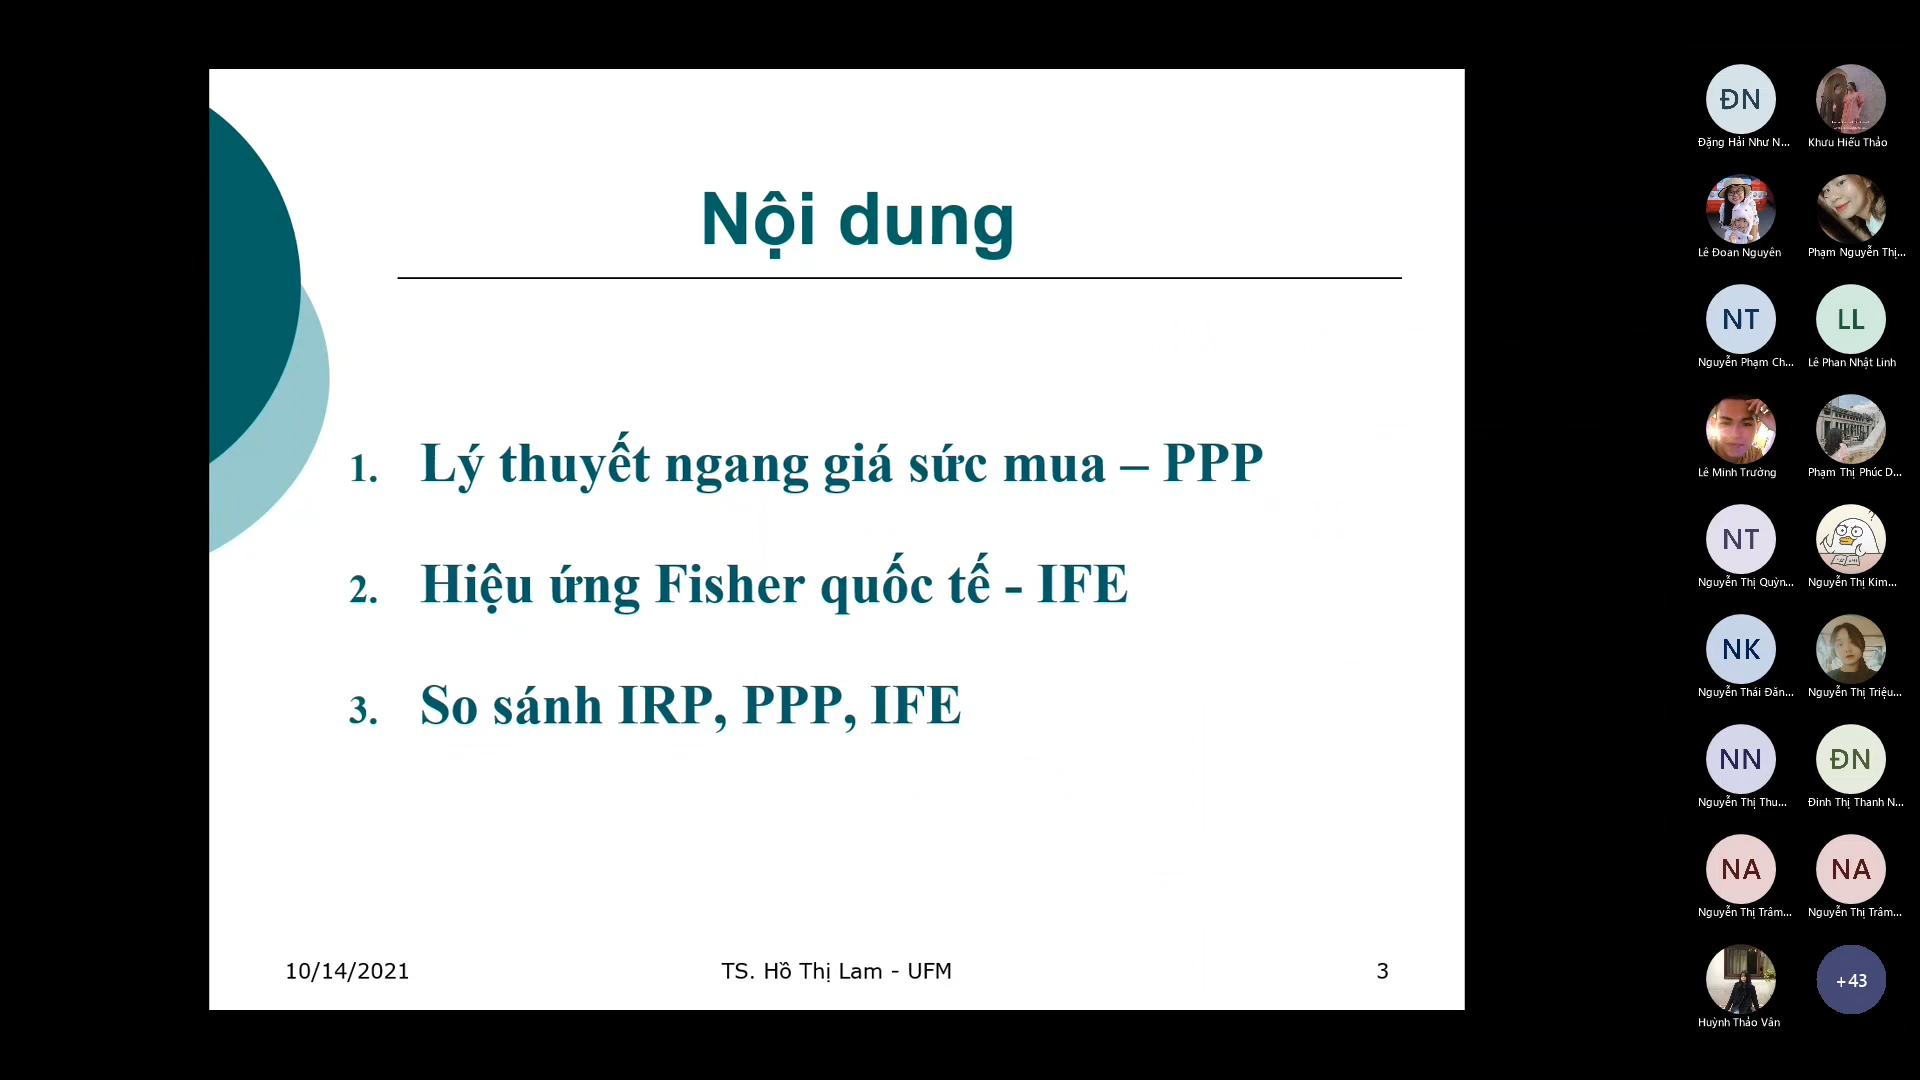 Nội dung
1. Lý thuyết ngang giá sức mua – PPP
2. Hiệu ứng Fisher quốc tế - IFE
3. So sánh IRP, PPP, IFE
10/14/2021 TS. Hồ Thị Lam - UFM 3
ĐN
Đặng Hải Như N... Khưu Hiếu Thảo
Lê Đoan Nguyên Phạm Nguyễn Thị...
NT LL
Nguyễn Phạm Ch... Lê Phan Nhật Linh
Lê Minh Trường Phạm Thị Phúc D...
NT
Nguyễn Thị Quỳn... Nguyễn Thị Kim...
NK
Nguyễn Thái Đăn... Nguyễn Thị Triệu...
NN ĐN
Nguyễn Thị Thu... Đinh Thị Thanh N...
NA NA
Nguyễn Thị Trâm... Nguyễn Thị Trâm...
+43
Huỳnh Thảo Vân